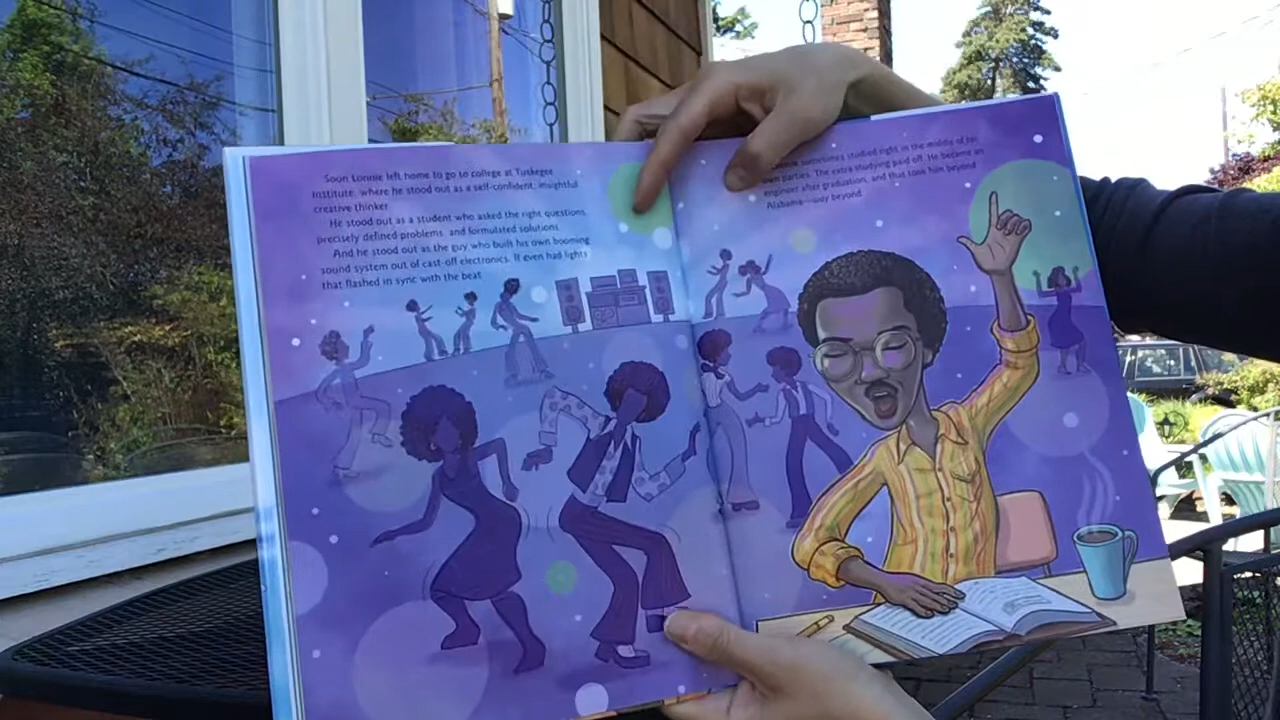 Soon Lonnie left home to go to college at Tuskegee
Institute, where he stood out as a self-confident, insightful,
creative thinker.
He stood out as a student who asked the right questions,
precisely defined problems, and formulated solutions.
And he stood out as the guy who built his own booming
sound system out of cast-off electronics. It even had lights
that flashed in sync with the beat.
Lonnie sometimes studied right in the middle of his
own parties. The extra studying paid off. He became an
engineer after graduation, and that took him beyond
Alabama—way beyond.